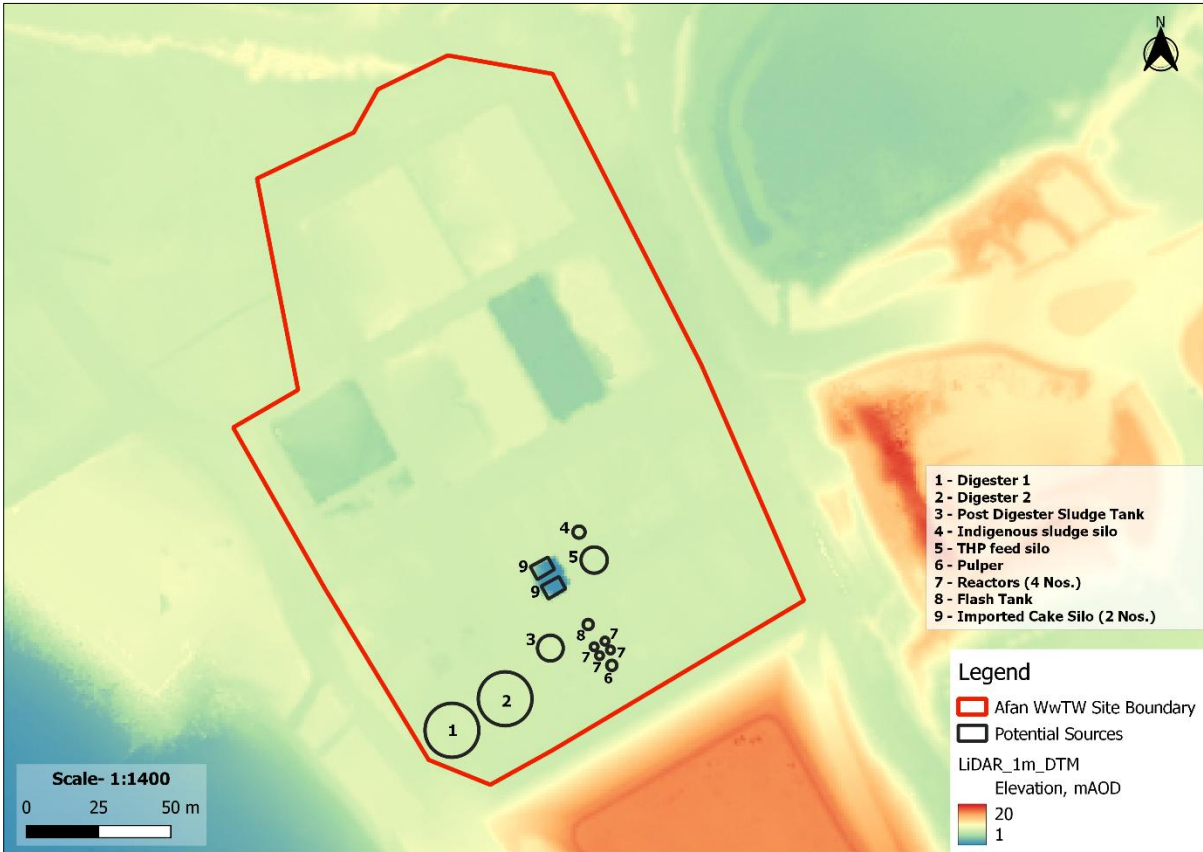 N
4
5
9
9
8
7
3
7
7
7
6
2
1
1 - Digester 1
2 - Digester 2
3 - Post Digester Sludge Tank
4 - Indigenous sludge silo
5 - THP feed silo
6 - Pulper
7 - Reactors (4 Nos.)
8 - Flash Tank
9 - Imported Cake Silo (2 Nos.)
Legend
Afan WwTW Site Boundary
Potential Sources
LiDAR_1m_DTM
Elevation, mAOD
20
1
Scale- 1:1400
0 25 50 m